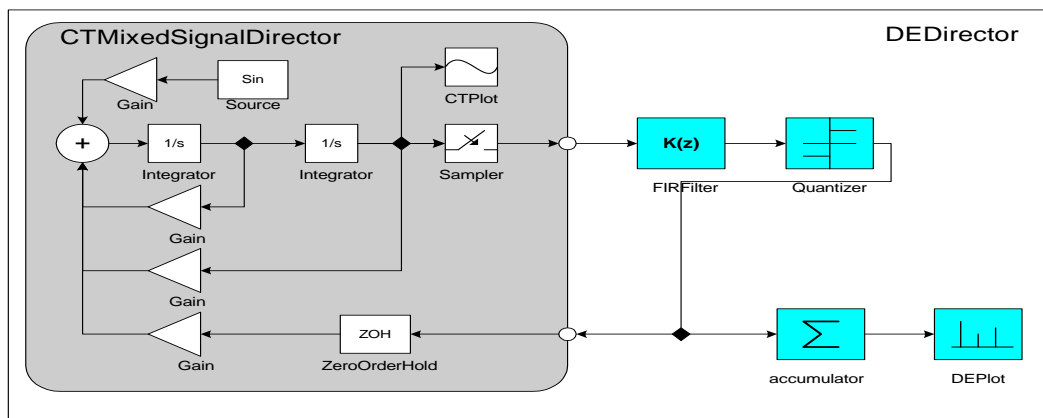 CTMixedSignalDirector
DEDirector
Sin
Gain
Source
CTPlot
+
1/s
1/s
K(z)
Integrator
Integrator
Sampler
FIRFilter
Quantizer
Gain
Gain
ZOH
Gain
ZeroOrderHold
Σ
accumulator
DEPlot